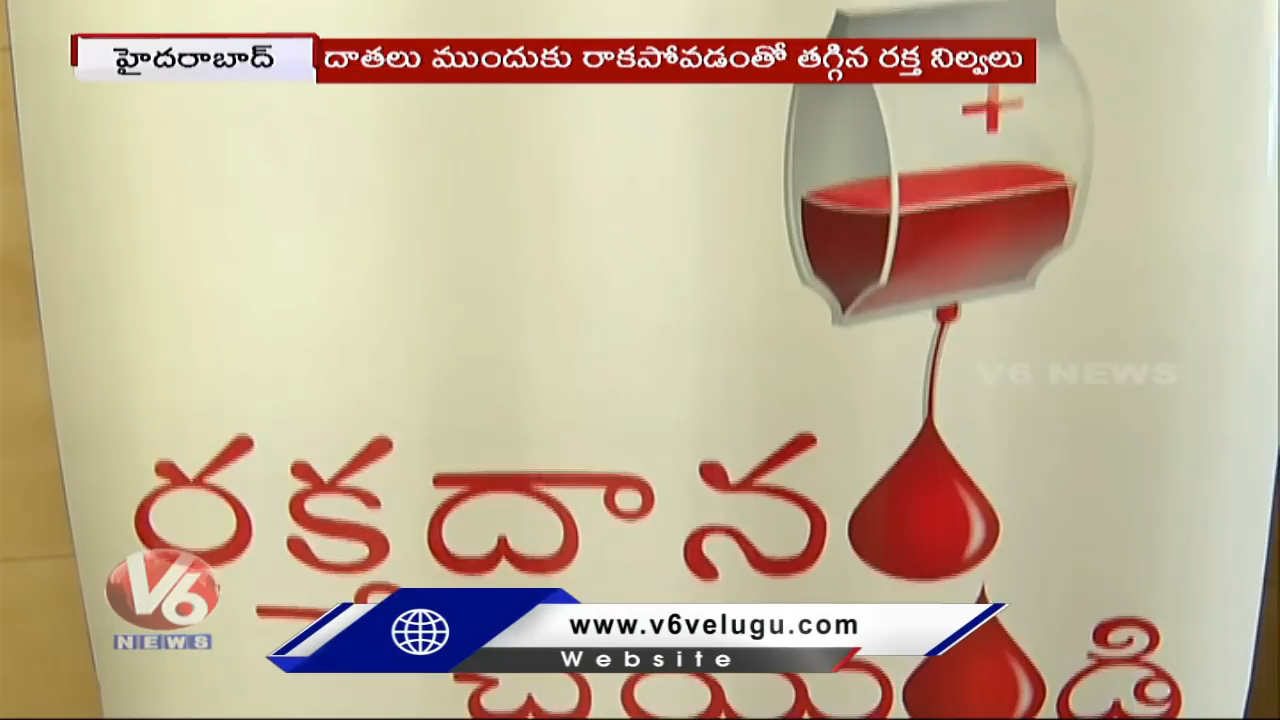 హైదరాబాద్ దాతలు ముందుకు రాకపోవడంతో తగ్గిన రక్త నిల్వలు
V6 NEWS
రక్తదానం
చేయండి
V6
NEWS
www.v6velugu.com
Website